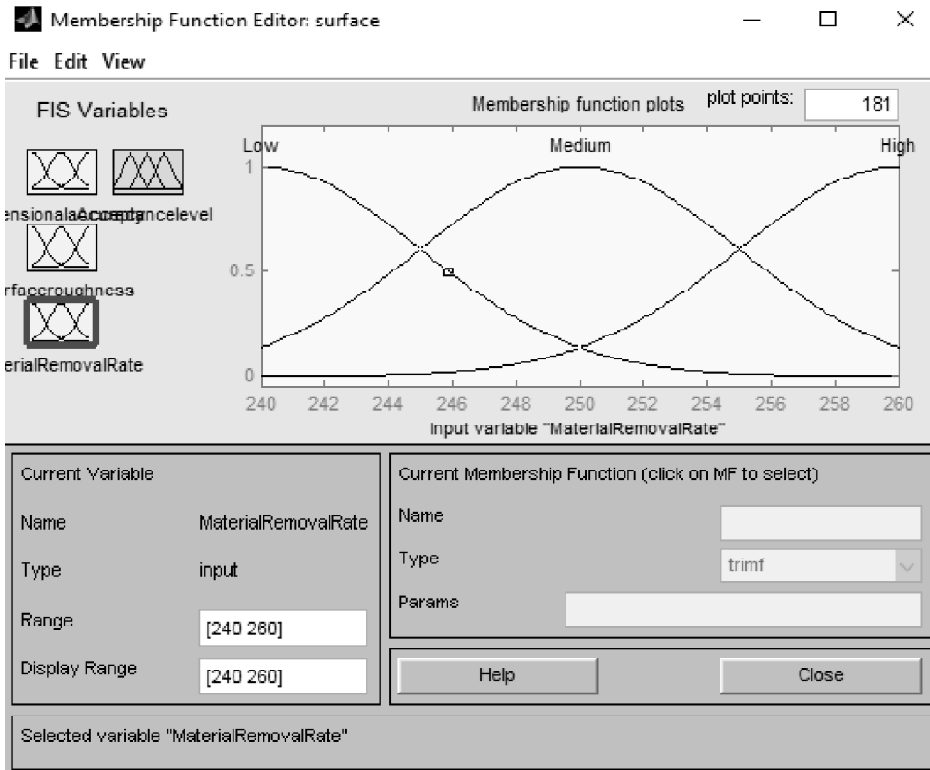 Membership Function Editor: surface
File Edit View
FIS Variables
Membership function plots
plot points:
181
Low Medium High
1
0.5
0
240 242 244 246 248 250 252 254 256 258 260
Input variable "MaterialRemovalRate"
erialRemovalRate
Current Variable
Name MaterialRemovalRate
Type input
Range [240 260]
Display Range [240 260]
Current Membership Function (click on MF to select)
Name
Type trimf
Params
Help Close
Selected variable "MaterialRemovalRate"